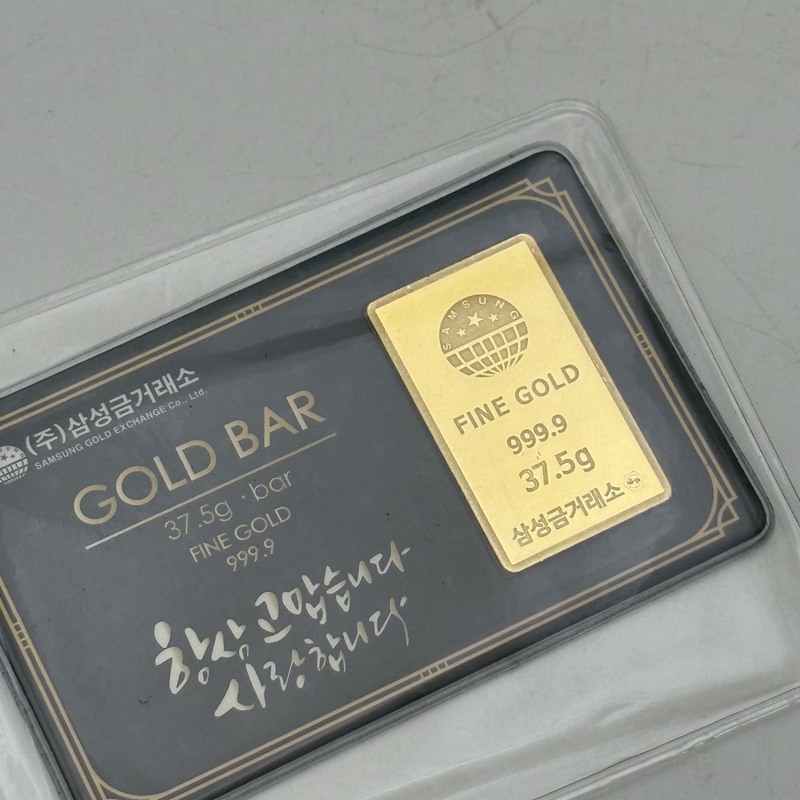 (주)삼성금거래소
SAMSUNG GOLD EXCHANGE Co., Ltd.
GOLD BAR
37.5g · bar
FINE GOLD
999.9
항상 고맙습니다
사랑합니다
SAMSUNG
FINE GOLD
999.9
37.5g
삼성금거래소